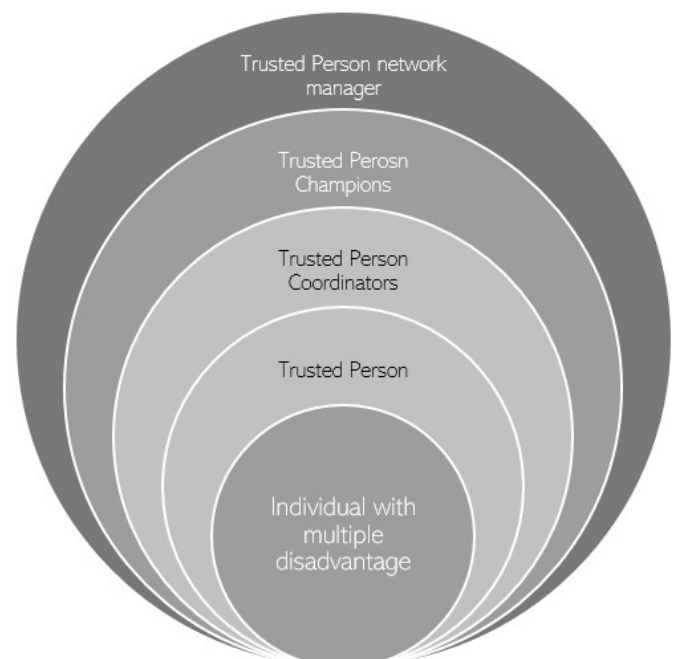 Trusted Person network
manager
Trusted Perosn
Champions
Trusted Person
Coordinators
Trusted Person
Individual with
multiple
disadvantage